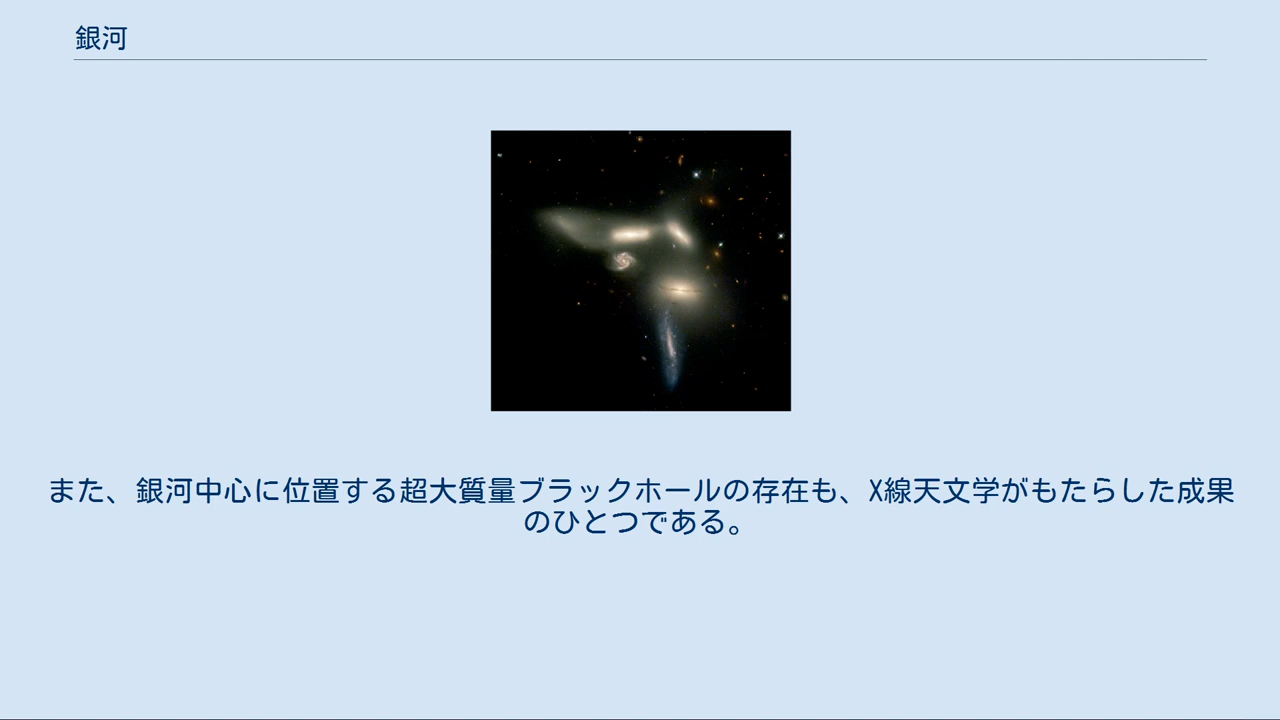 銀河
また、銀河中心に位置する超大質量ブラックホールの存在も、X線天文学がもたらした成果
のひとつである。